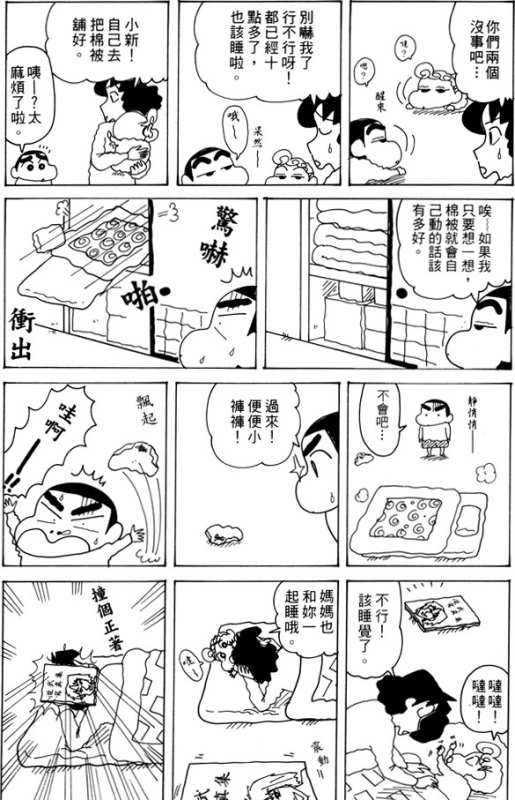 你們兩個
沒事吧…
醒來
別嚇我了
行不行呀！
都已經十
點多了，
也該睡啦。
呆然—
哦～
小新！
自己去
把棉被
舖好。
咦—？太
麻煩了啦。
唉～如果我
只要想一想，
棉被就會自
己動的話該
有多好。
驚嚇
啪
衝出
靜悄悄—
不會吧…
過來！
便便小
褲褲！
飄起
哇啊——!!
噠噠！
噠噠！
不行！
該睡覺了。
媽媽也
和妳一
起睡哦。
震動=
真集
撞個正著